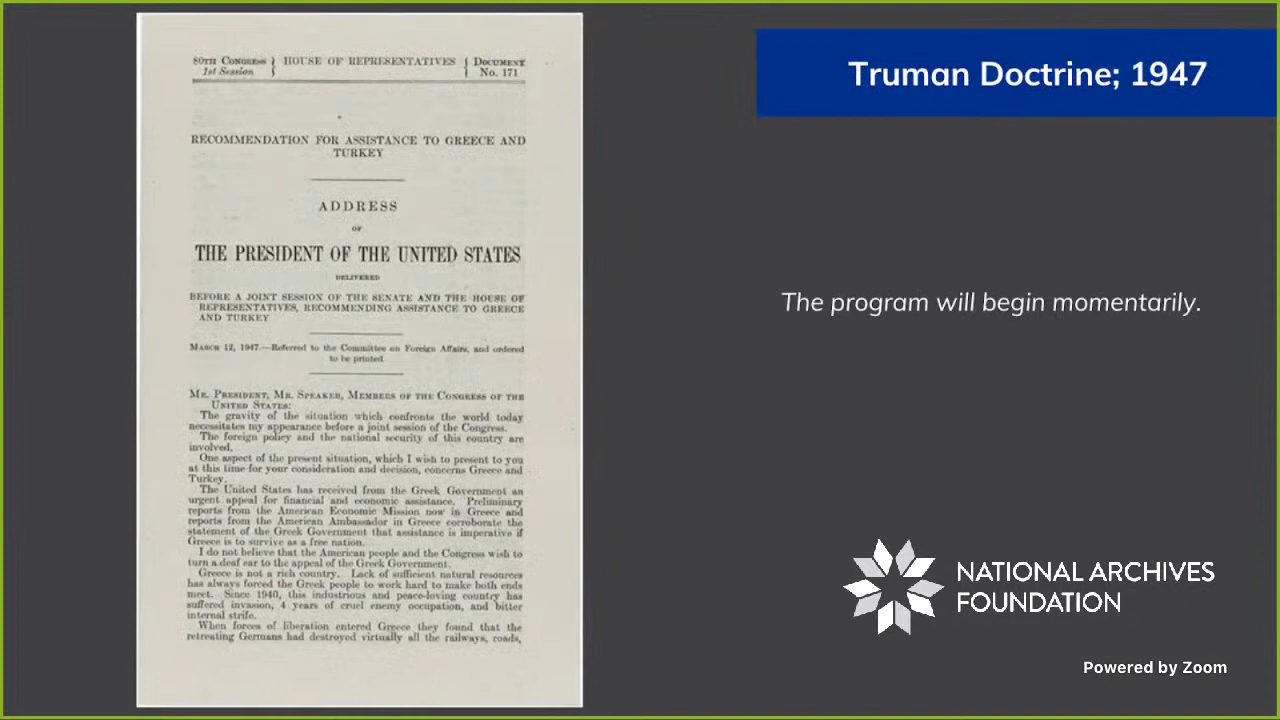 80TH CONGRESS } HOUSE OF REPRESENTATIVES { DOCUMENT
1st Session No. 171
RECOMMENDATION FOR ASSISTANCE TO GREECE AND
TURKEY
ADDRESS
OF
THE PRESIDENT OF THE UNITED STATES
DELIVERED
BEFORE A JOINT SESSION OF THE SENATE AND THE HOUSE OF
REPRESENTATIVES, RECOMMENDING ASSISTANCE TO GREECE
AND TURKEY
MARCH 12, 1947.—Referred to the Committee on Foreign Affairs, and ordered
to be printed
MR. PRESIDENT, MR. SPEAKER, MEMBERS OF THE CONGRESS OF THE
UNITED STATES:
The gravity of the situation which confronts the world today
necessitates my appearance before a joint session of the Congress.
The foreign policy and the national security of this country are
involved.
One aspect of the present situation, which I wish to present to you
at this time for your consideration and decision, concerns Greece and
Turkey.
The United States has received from the Greek Government an
urgent appeal for financial and economic assistance. Preliminary
reports from the American Economic Mission now in Greece and
reports from the American Ambassador in Greece corroborate the
statement of the Greek Government that assistance is imperative if
Greece is to survive as a free nation.
I do not believe that the American people and the Congress wish to
turn a deaf ear to the appeal of the Greek Government.
Greece is not a rich country. Lack of sufficient natural resources
has always forced the Greek people to work hard to make both ends
meet. Since 1940, this industrious and peace-loving country has
suffered invasion, 4 years of cruel enemy occupation, and bitter
internal strife.
When forces of liberation entered Greece they found that the
retreating Germans had destroyed virtually all the railways, roads,
Truman Doctrine; 1947
The program will begin momentarily.
NATIONAL ARCHIVES
FOUNDATION
Powered by Zoom